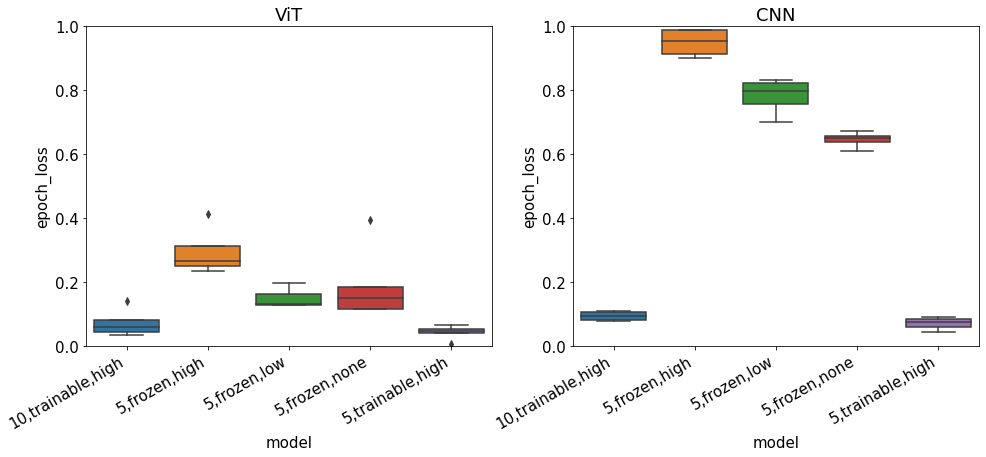 ViT
1.0
0.8
0.6
0.4
0.2
0.0
epoch_loss
10,trainable,high
5,frozen,high
5,frozen,low
5,frozen,none
5,trainable,high
model
CNN
1.0
0.8
0.6
0.4
0.2
0.0
epoch_loss
10,trainable,high
5,frozen,high
5,frozen,low
5,frozen,none
5,trainable,high
model